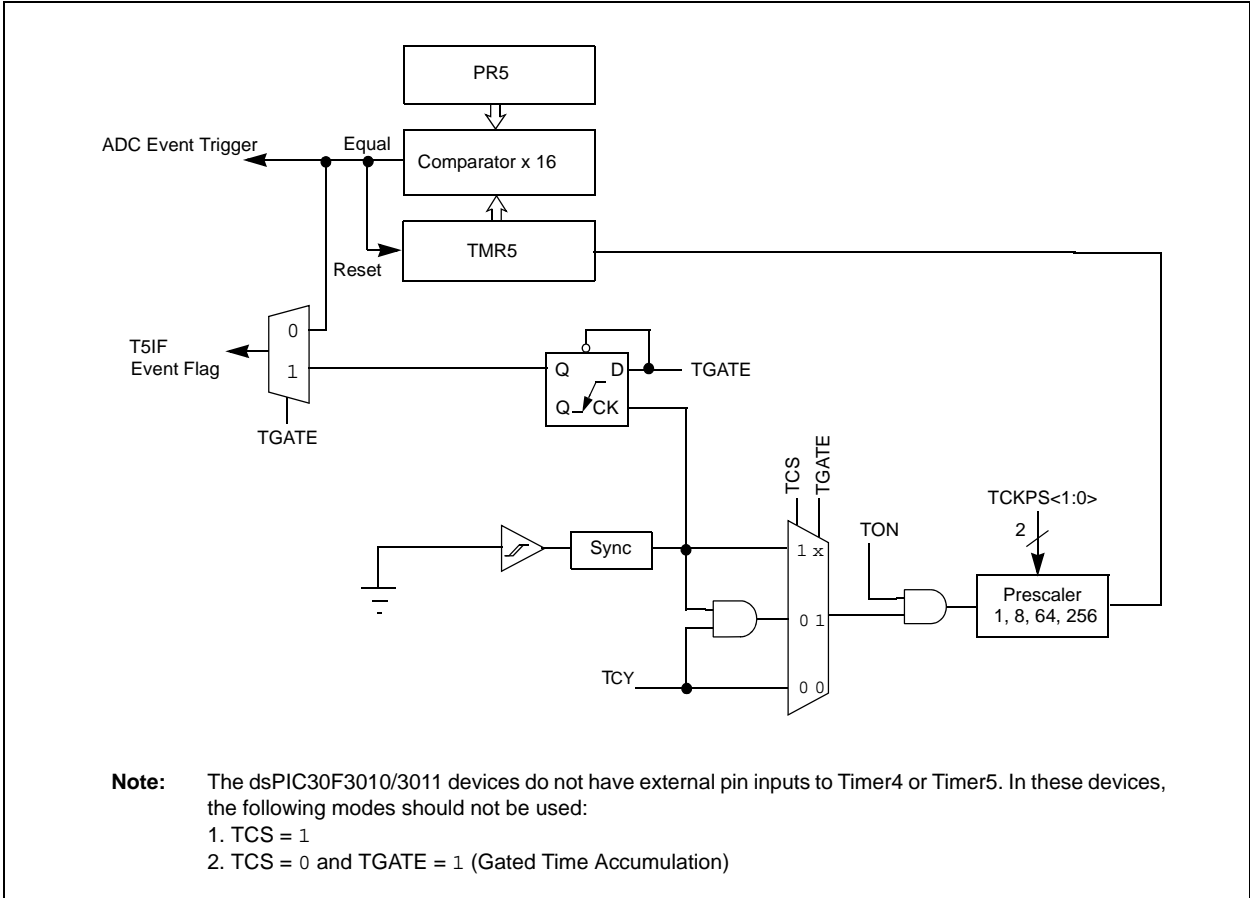 PR5
ADC Event Trigger
Equal
Comparator x 16
TMR5
Reset
0
1
T5IF
Event Flag
TGATE
Q
D
Q
CK
TGATE
TCS
TGATE
TCKPS<1:0>
2
TON
Sync
1 x
Prescaler
1, 8, 64, 256
0 1
TCY
0 0
Note: The dsPIC30F3010/3011 devices do not have external pin inputs to Timer4 or Timer5. In these devices,
the following modes should not be used:
1. TCS = 1
2. TCS = 0 and TGATE = 1 (Gated Time Accumulation)